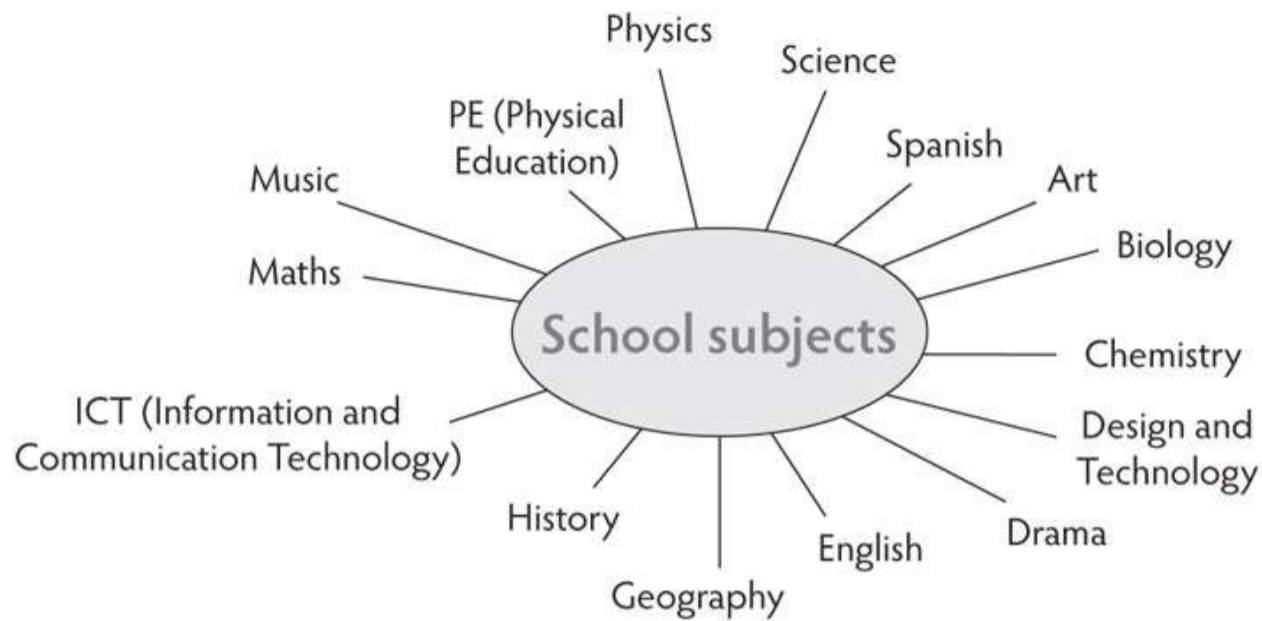 Physics
Science
PE (Physical
Education)
Spanish
Music
Art
Biology
Maths
School subjects
Chemistry
ICT (Information and
Communication Technology)
Design and
Technology
History
Drama
English
Geography